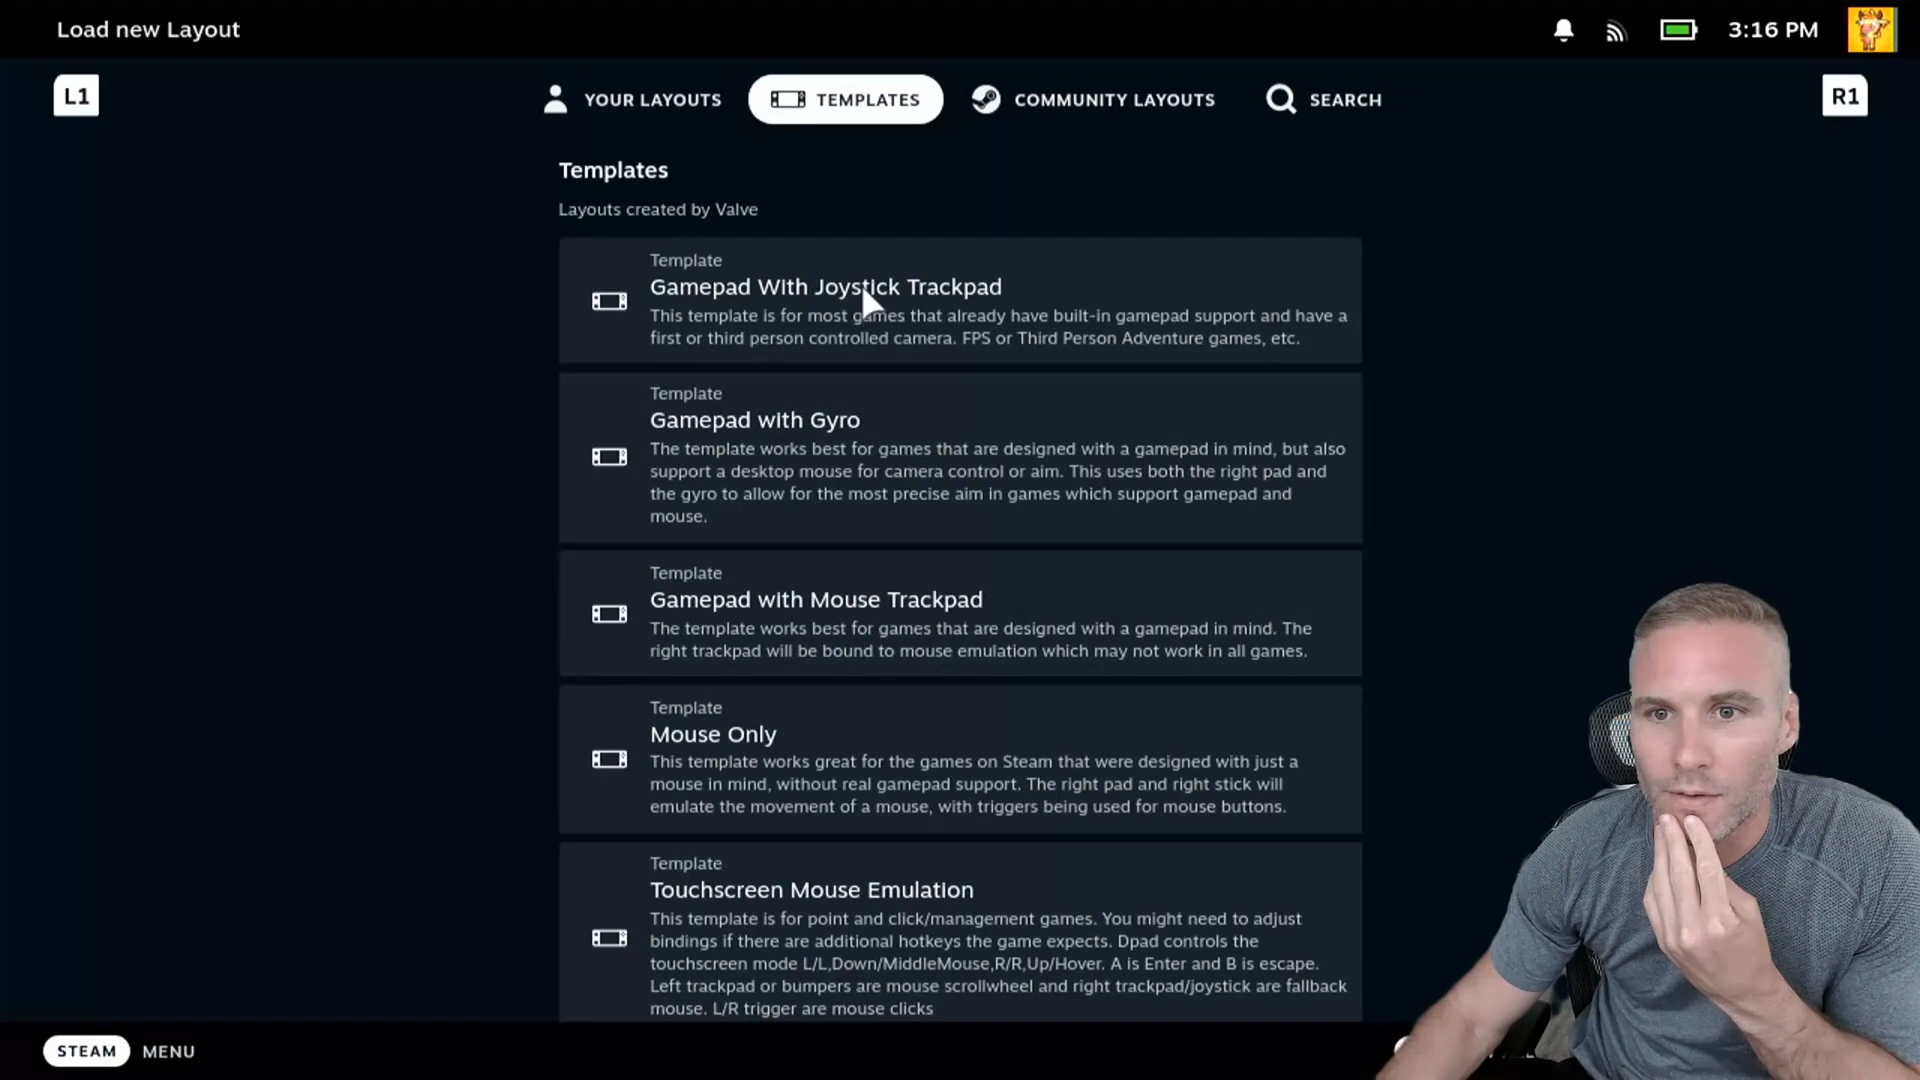 Load new Layout
3:16 PM
L1
YOUR LAYOUTS
TEMPLATES
COMMUNITY LAYOUTS
SEARCH
R1
Templates
Layouts created by Valve
Template
Gamepad With Joystick Trackpad
This template is for most games that already have built-in gamepad support and have a
first or third person controlled camera. FPS or Third Person Adventure games, etc.
Template
Gamepad with Gyro
The template works best for games that are designed with a gamepad in mind, but also
support a desktop mouse for camera control or aim. This uses both the right pad and
the gyro to allow for the most precise aim in games which support gamepad and
mouse.
Template
Gamepad with Mouse Trackpad
The template works best for games that are designed with a gamepad in mind. The
right trackpad will be bound to mouse emulation which may not work in all games.
Template
Mouse Only
This template works great for the games on Steam that were designed with just a
mouse in mind, without real gamepad support. The right pad and right stick will
emulate the movement of a mouse, with triggers being used for mouse buttons.
Template
Touchscreen Mouse Emulation
This template is for point and click/management games. You might need to adjust
bindings if there are additional hotkeys the game expects. Dpad controls the
touchscreen mode L/L,Down/MiddleMouse,R/R,Up/Hover. A is Enter and B is escape.
Left trackpad or bumpers are mouse scrollwheel and right trackpad/joystick are fallback
mouse. L/R trigger are mouse clicks
STEAM
MENU